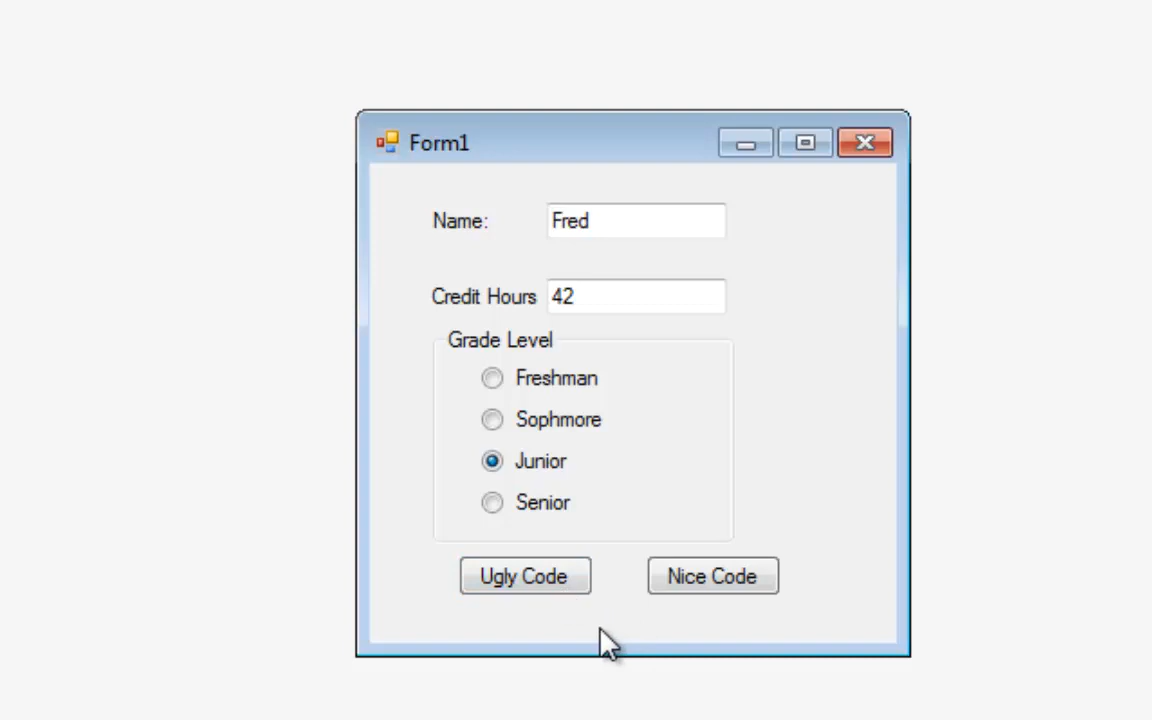 Form1
Name: Fred
Credit Hours 42
Grade Level
Freshman
Sophmore
Junior
Senior
Ugly Code Nice Code